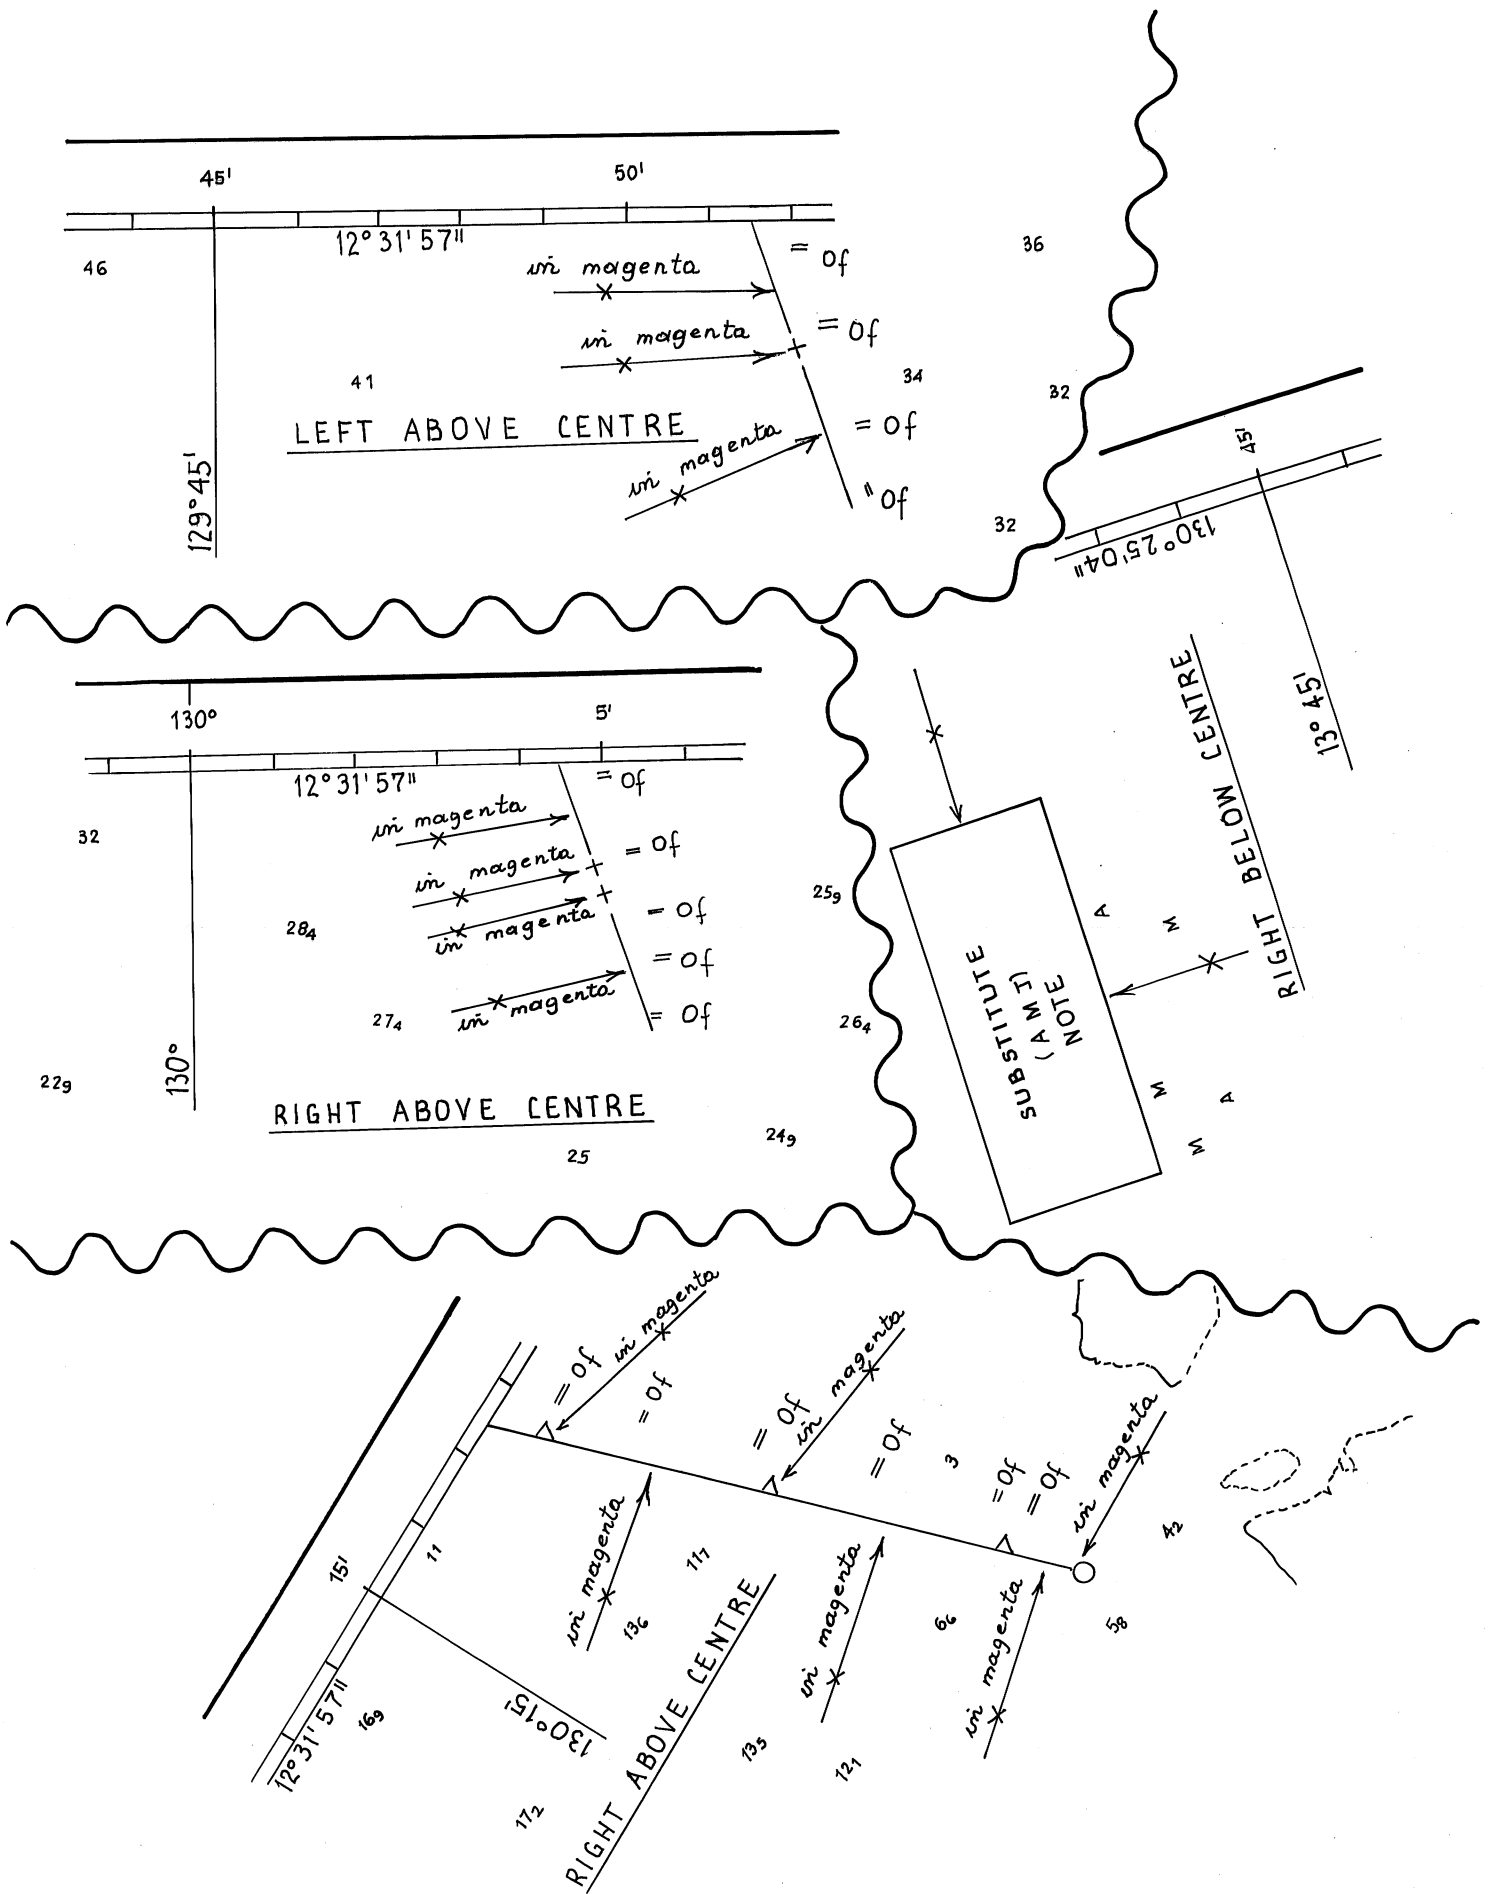 45' 50'
12° 31' 57"
46
in magenta
= Of
36
in magenta
= Of
41
34
32
LEFT ABOVE CENTRE
in magenta
= Of
" Of
129° 45'
32
45'
130° 25' 04"
13° 45'
RIGHT BELOW CENTRE
130° 5'
12° 31' 57"
= Of
32
in magenta
in magenta
= Of
28₄
in magenta
= Of
= Of
27₄
in magenta
= Of
130°
22₉
RIGHT ABOVE CENTRE
25
24₉
25₉
26₄
SUBSTITUTE
(A M J)
NOTE
A
M
M
A
M
in magenta
= Of
= Of
in magenta
= Of
= Of
3
= Of
= Of
in magenta
4₂
15'
11
in magenta
11₇
13₆
in magenta
6₆
in magenta
5₈
12° 31' 57"
16₉
130° 15'
17₂
RIGHT ABOVE CENTRE
13₅
12₁